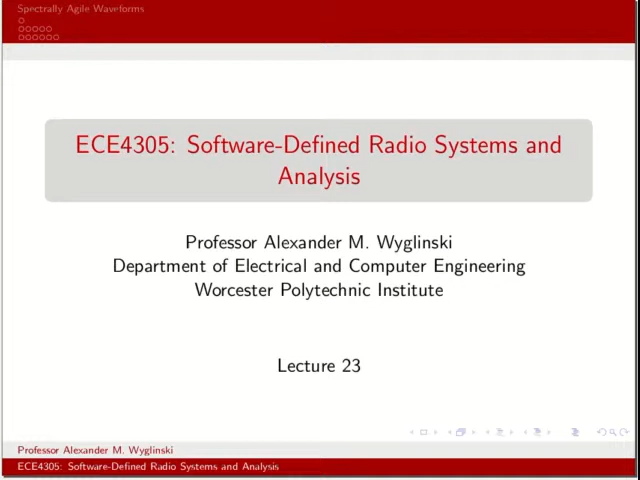 Spectrally Agile Waveforms
ECE4305: Software-Defined Radio Systems and
Analysis
Professor Alexander M. Wyglinski
Department of Electrical and Computer Engineering
Worcester Polytechnic Institute
Lecture 23
Professor Alexander M. Wyglinski
ECE4305: Software-Defined Radio Systems and Analysis